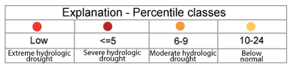 Explanation - Percentile classes
Low <=5 6-9 10-24
Extreme hydrologic drought Severe hydrologic drought Moderate hydrologic drought Below normal